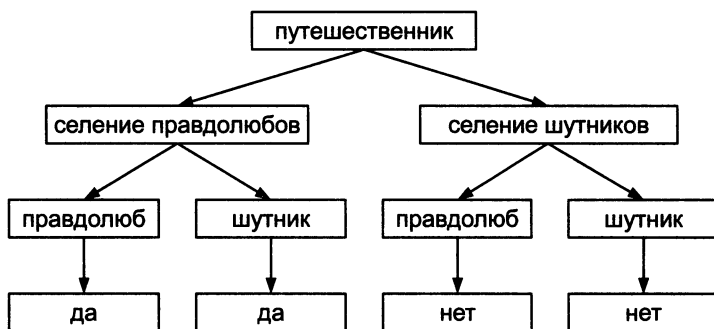 путешественник
селение правдолюбов
селение шутников
правдолюб
шутник
правдолюб
шутник
да
да
нет
нет